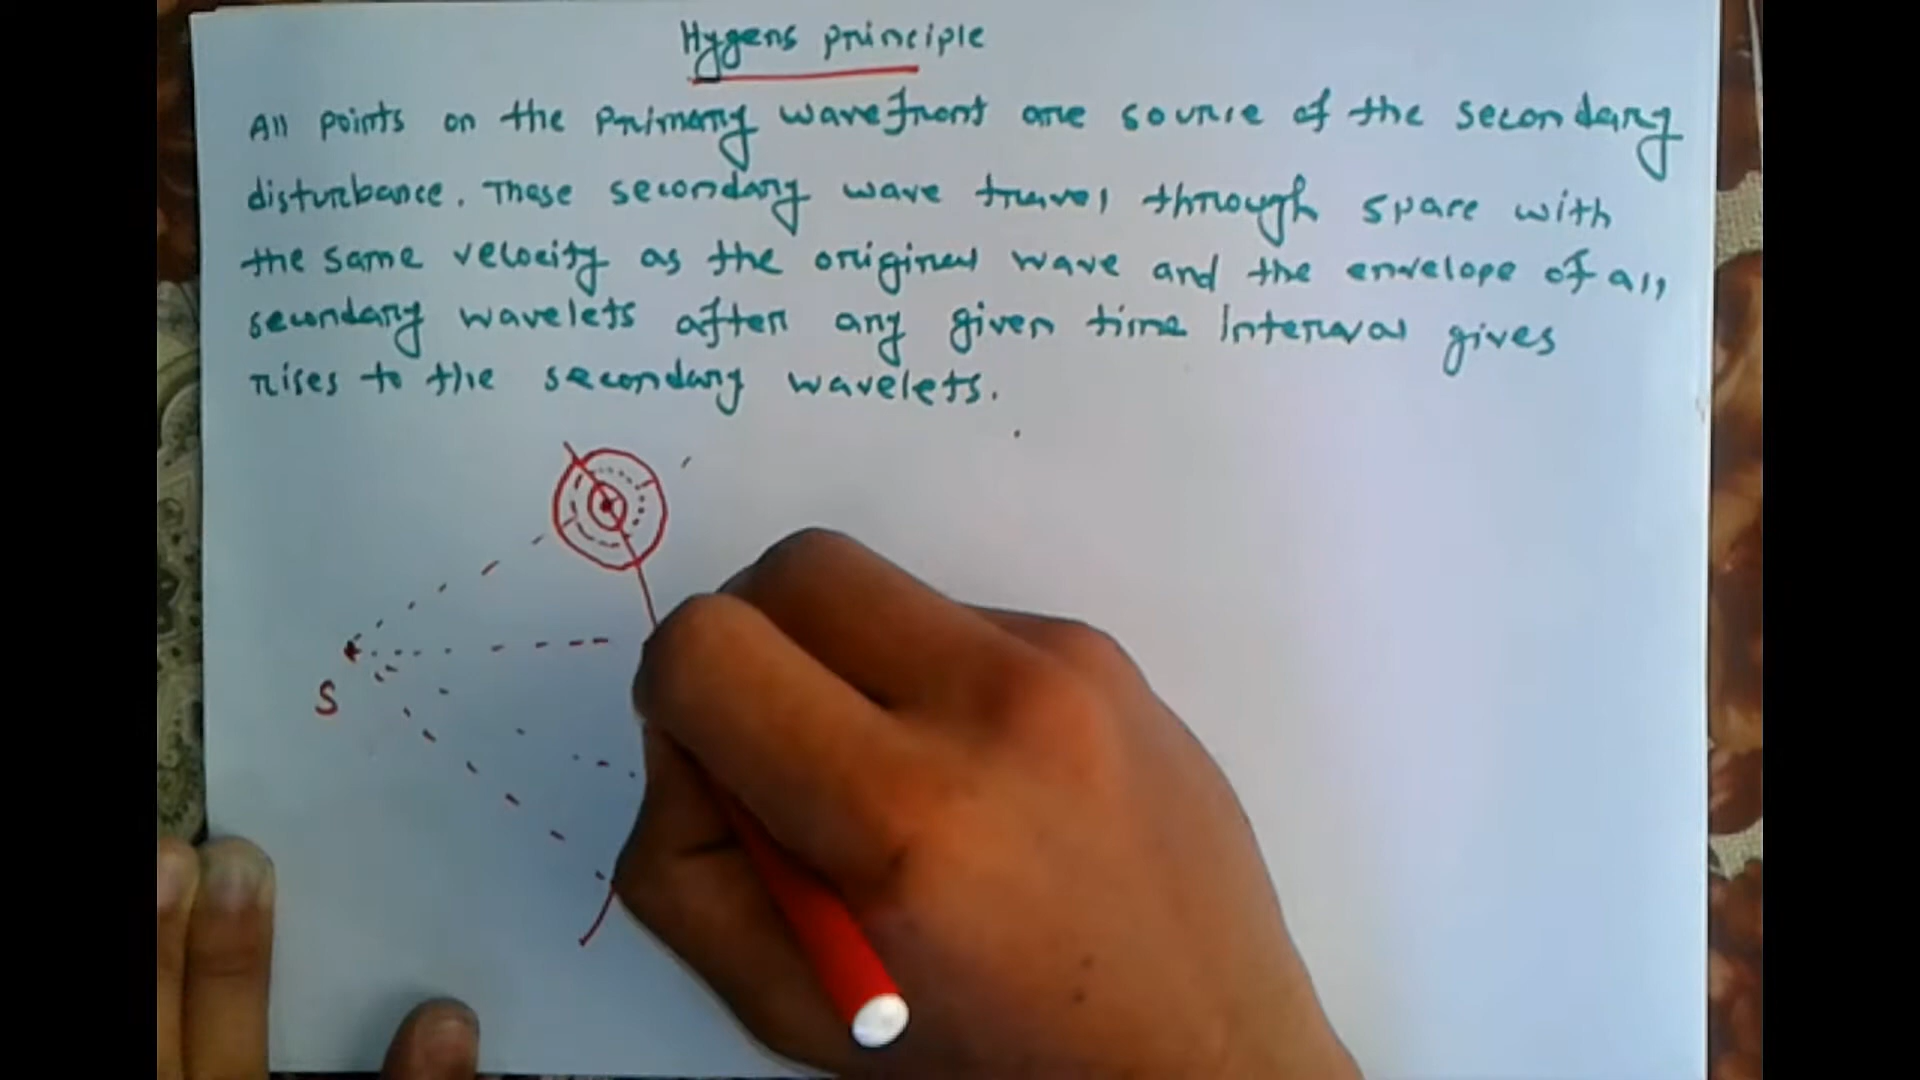 Hygens principle
All points on the primary wavefront are source of the secondary
disturbance. These secondary wave travel through space with
the same velocity as the original wave and the envelope of all
secondary wavelets after any given time interval gives
rises to the secondary wavelets.
S